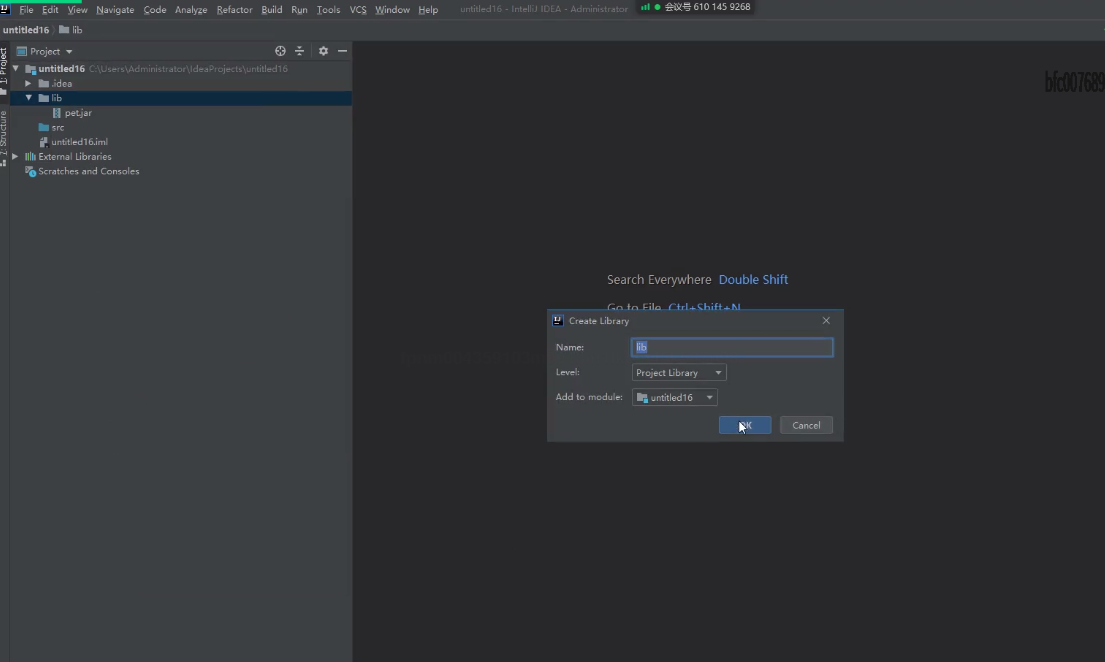 File Edit View Navigate Code Analyze Refactor Build Run Tools VCS Window Help untitled16 - IntelliJ IDEA - Administrator 会议号 610 145 9268
untitled16 lib
Project
1: Project
untitled16 C:\Users\Administrator\IdeaProjects\untitled16
.idea
lib
pet.jar
src
untitled16.iml
External Libraries
Scratches and Consoles
7: Structure
bfc007689
Search Everywhere Double Shift
Go to File Ctrl+Shift+N
Create Library
Name: lib
Level: Project Library
Add to module: untitled16
OK Cancel